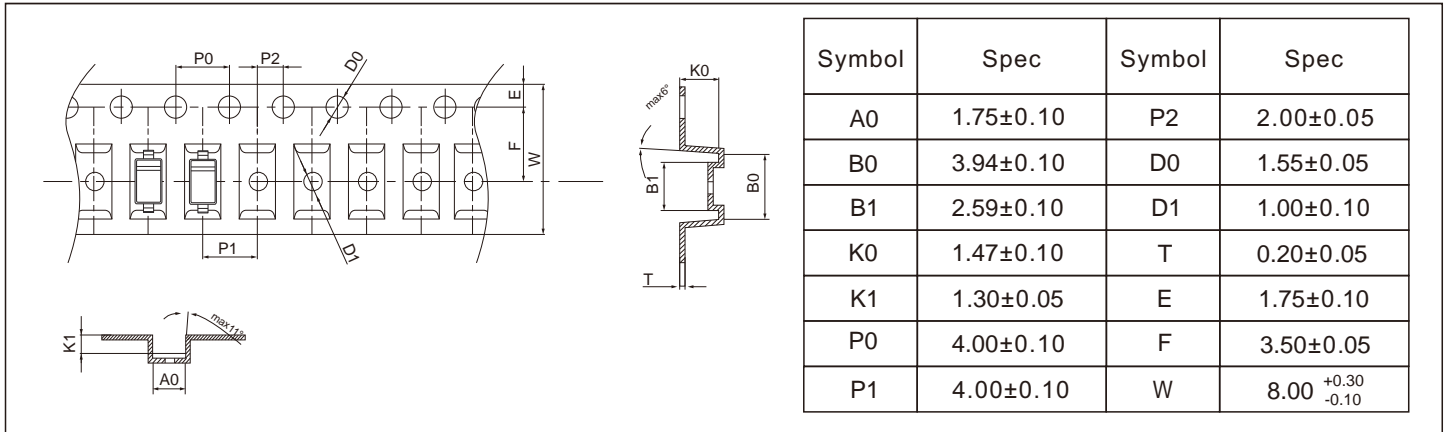 P0
P2
D0
E
F
W
P1
D1
K1
max11°
A0
K0
max6°
B1
B0
T
Symbol Spec Symbol Spec
A0 1.75±0.10 P2 2.00±0.05
B0 3.94±0.10 D0 1.55±0.05
B1 2.59±0.10 D1 1.00±0.10
K0 1.47±0.10 T 0.20±0.05
K1 1.30±0.05 E 1.75±0.10
P0 4.00±0.10 F 3.50±0.05
P1 4.00±0.10 W 8.00 +0.30 -0.10